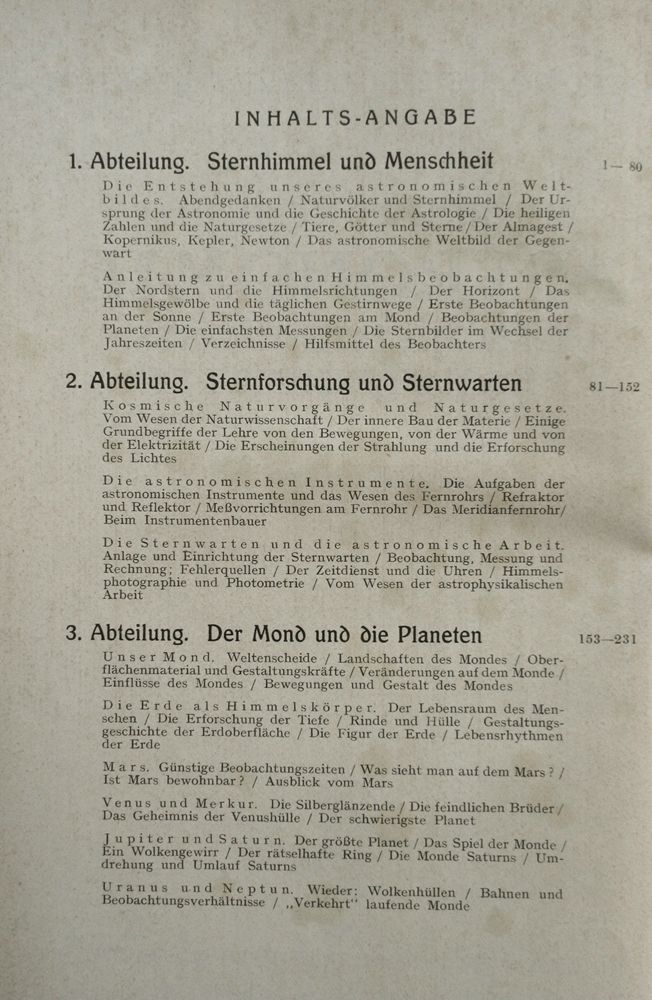 INHALTS-ANGABE
1. Abteilung. Sternhimmel und Menschheit 1— 80
Die Entstehung unseres astronomischen Welt-
bildes. Abendgedanken / Naturvölker und Sternhimmel / Der Ur-
sprung der Astronomie und die Geschichte der Astrologie / Die heiligen
Zahlen und die Naturgesetze / Tiere, Götter und Sterne / Der Almagest /
Kopernikus, Kepler, Newton / Das astronomische Weltbild der Gegen-
wart
Anleitung zu einfachen Himmelsbeobachtungen.
Der Nordstern und die Himmelsrichtungen / Der Horizont / Das
Himmelsgewölbe und die täglichen Gestirnwege / Erste Beobachtungen
an der Sonne / Erste Beobachtungen am Mond / Beobachtungen der
Planeten / Die einfachsten Messungen / Die Sternbilder im Wechsel der
Jahreszeiten / Verzeichnisse / Hilfsmittel des Beobachters
2. Abteilung. Sternforschung und Sternwarten 81—152
Kosmische Naturvorgänge und Naturgesetze.
Vom Wesen der Naturwissenschaft / Der innere Bau der Materie / Einige
Grundbegriffe der Lehre von den Bewegungen, von der Wärme und von
der Elektrizität / Die Erscheinungen der Strahlung und die Erforschung
des Lichtes
Die astronomischen Instrumente. Die Aufgaben der
astronomischen Instrumente und das Wesen des Fernrohrs / Refraktor
und Reflektor / Meßvorrichtungen am Fernrohr / Das Meridianfernrohr/
Beim Instrumentenbauer
Die Sternwarten und die astronomische Arbeit.
Anlage und Einrichtung der Sternwarten / Beobachtung, Messung und
Rechnung; Fehlerquellen / Der Zeitdienst und die Uhren / Himmels-
photographie und Photometrie / Vom Wesen der astrophysikalischen
Arbeit
3. Abteilung. Der Mond und die Planeten 153—231
Unser Mond. Weltenscheide / Landschaften des Mondes / Ober-
flächenmaterial und Gestaltungskräfte / Veränderungen auf dem Monde /
Einflüsse des Mondes / Bewegungen und Gestalt des Mondes
Die Erde als Himmelskörper. Der Lebensraum des Men-
schen / Die Erforschung der Tiefe / Rinde und Hülle / Gestaltungs-
geschichte der Erdoberfläche / Die Figur der Erde / Lebensrhythmen
der Erde
Mars. Günstige Beobachtungszeiten / Was sieht man auf dem Mars? /
Ist Mars bewohnbar? / Ausblick vom Mars
Venus und Merkur. Die Silberglänzende / Die feindlichen Brüder /
Das Geheimnis der Venushülle / Der schwierigste Planet
Jupiter und Saturn. Der größte Planet / Das Spiel der Monde /
Ein Wolkengewirr / Der rätselhafte Ring / Die Monde Saturns / Um-
drehung und Umlauf Saturns
Uranus und Neptun. Wieder: Wolkenhüllen / Bahnen und
Beobachtungsverhältnisse / „Verkehrt“ laufende Monde